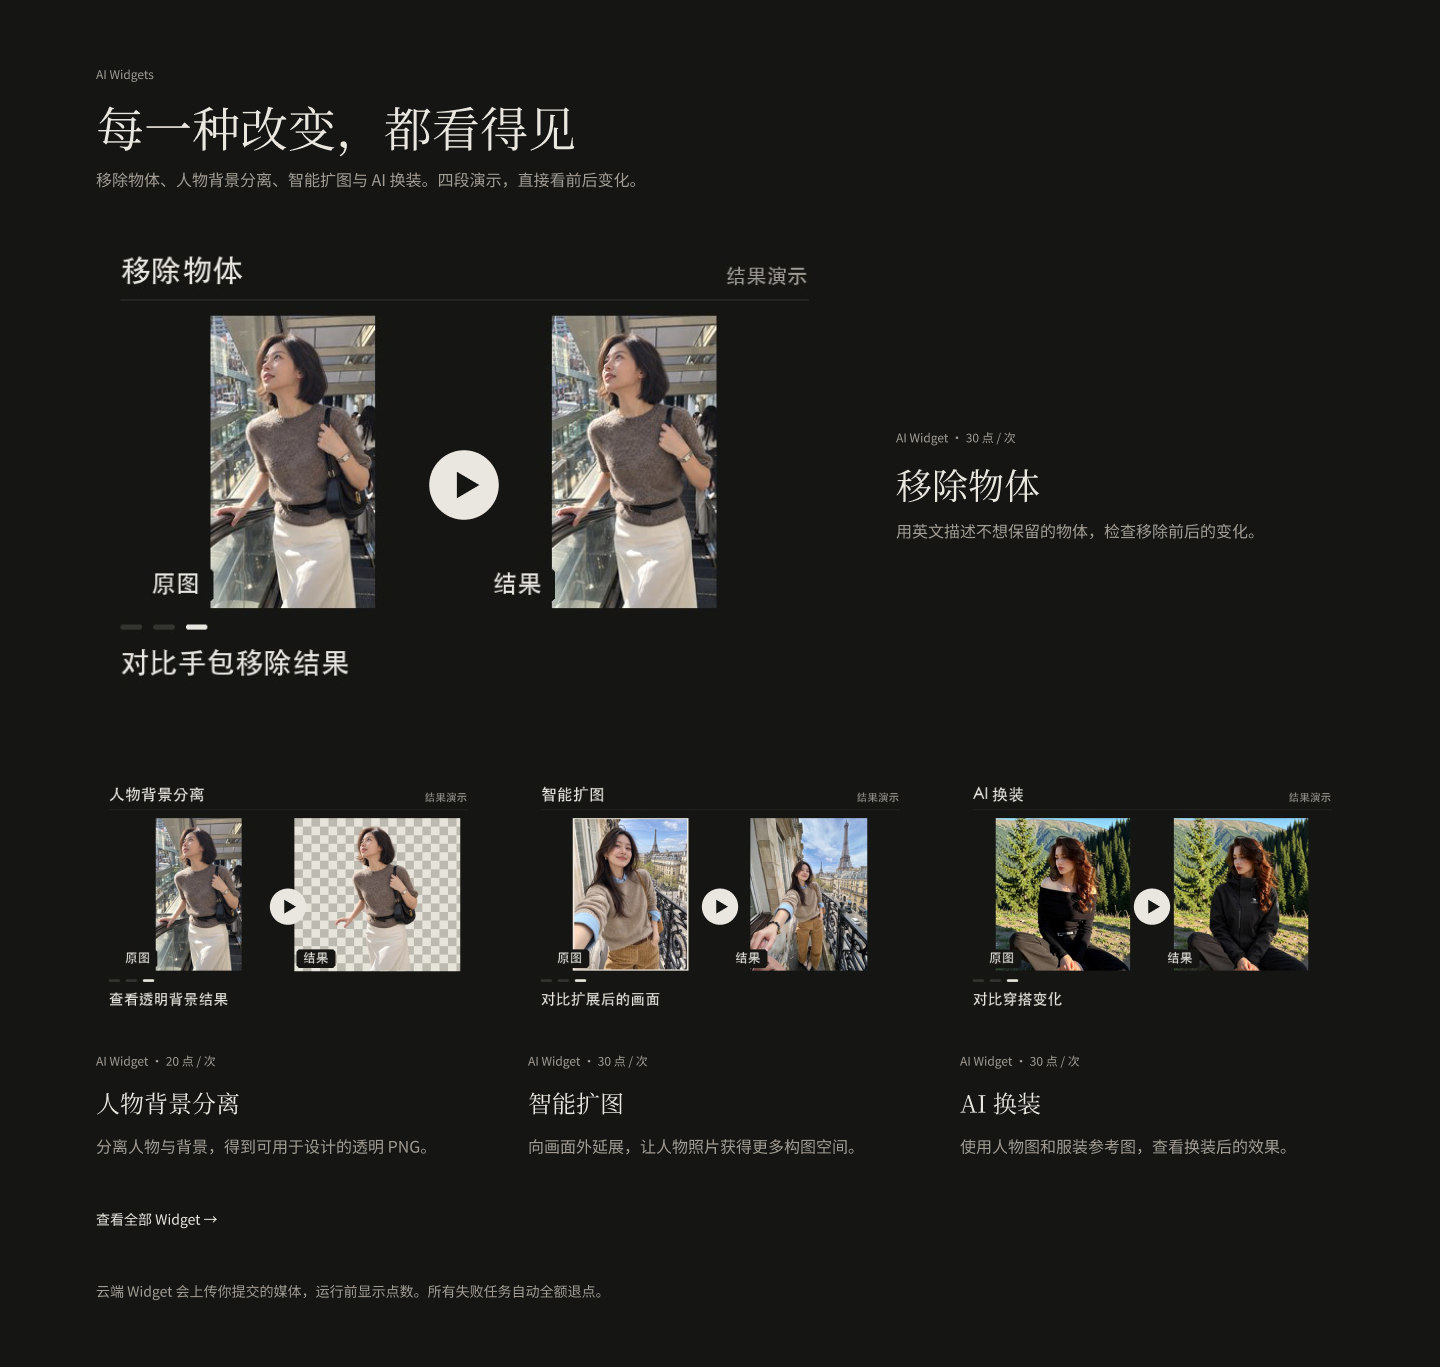 AI Widgets
每一种改变，都看得见
移除物体、人物背景分离、智能扩图与 AI 换装。四段演示，直接看前后变化。
移除物体
结果演示
原图
结果
对比手包移除结果
AI Widget · 30 点 / 次
移除物体
用英文描述不想保留的物体，检查移除前后的变化。
人物背景分离
结果演示
原图
结果
查看透明背景结果
AI Widget · 20 点 / 次
人物背景分离
分离人物与背景，得到可用于设计的透明 PNG。
智能扩图
结果演示
原图
结果
对比扩展后的画面
AI Widget · 30 点 / 次
智能扩图
向画面外延展，让人物照片获得更多构图空间。
AI 换装
结果演示
原图
结果
对比穿搭变化
AI Widget · 30 点 / 次
AI 换装
使用人物图和服装参考图，查看换装后的效果。
查看全部 Widget →
云端 Widget 会上传你提交的媒体，运行前显示点数。所有失败任务自动全额退点。